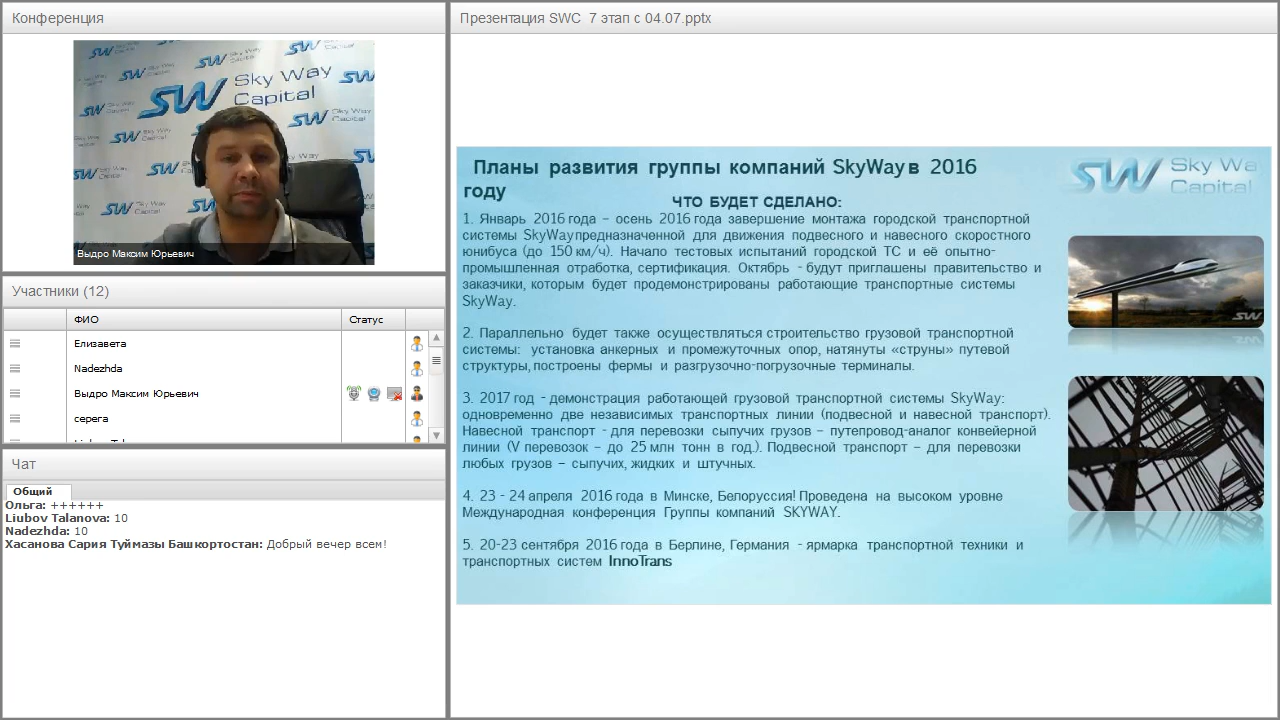 Конференция
Sky Way
Capital
Выдро Максим Юрьевич
Участники (12)
ФИО
Статус
Елизавета
Nadezhda
Выдро Максим Юрьевич
серега
Чат
Общий
Ольга: ++++++
Liubov Talanova: 10
Nadezhda: 10
Хасанова Сария Туймазы Башкортостан: Добрый вечер всем!
Презентация SWC 7 этап с 04.07.pptx
Планы развития группы компаний SkyWay в 2016
году
SW Sky Wa
Capital
ЧТО БУДЕТ СДЕЛАНО:
1. Январь 2016 года – осень 2016 года завершение монтажа городской транспортной
системы SkyWay предназначенной для движения подвесного и навесного скоростного
юнибуса (до 150 км/ч). Начало тестовых испытаний городской ТС и её опытно-
промышленная отработка, сертификация. Октябрь - будут приглашены правительство и
заказчики, которым будет продемонстрированы работающие транспортные системы
SkyWay.
2. Параллельно будет также осуществляться строительство грузовой транспортной
системы: установка анкерных и промежуточных опор, натянуты «струны» путевой
структуры, построены фермы и разгрузочно-погрузочные терминалы.
3. 2017 год - демонстрация работающей грузовой транспортной системы SkyWay:
одновременно две независимых транспортных линии (подвесной и навесной транспорт).
Навесной транспорт - для перевозки сыпучих грузов – путепровод-аналог конвейерной
линии (V перевозок – до 25 млн тонн в год.). Подвесной транспорт – для перевозки
любых грузов – сыпучих, жидких и штучных.
4. 23 - 24 апреля 2016 года в Минске, Белоруссия! Проведена на высоком уровне
Международная конференция Группы компаний SKYWAY.
5. 20-23 сентября 2016 года в Берлине, Германия - ярмарка транспортной техники и
транспортных систем InnoTrans
SW